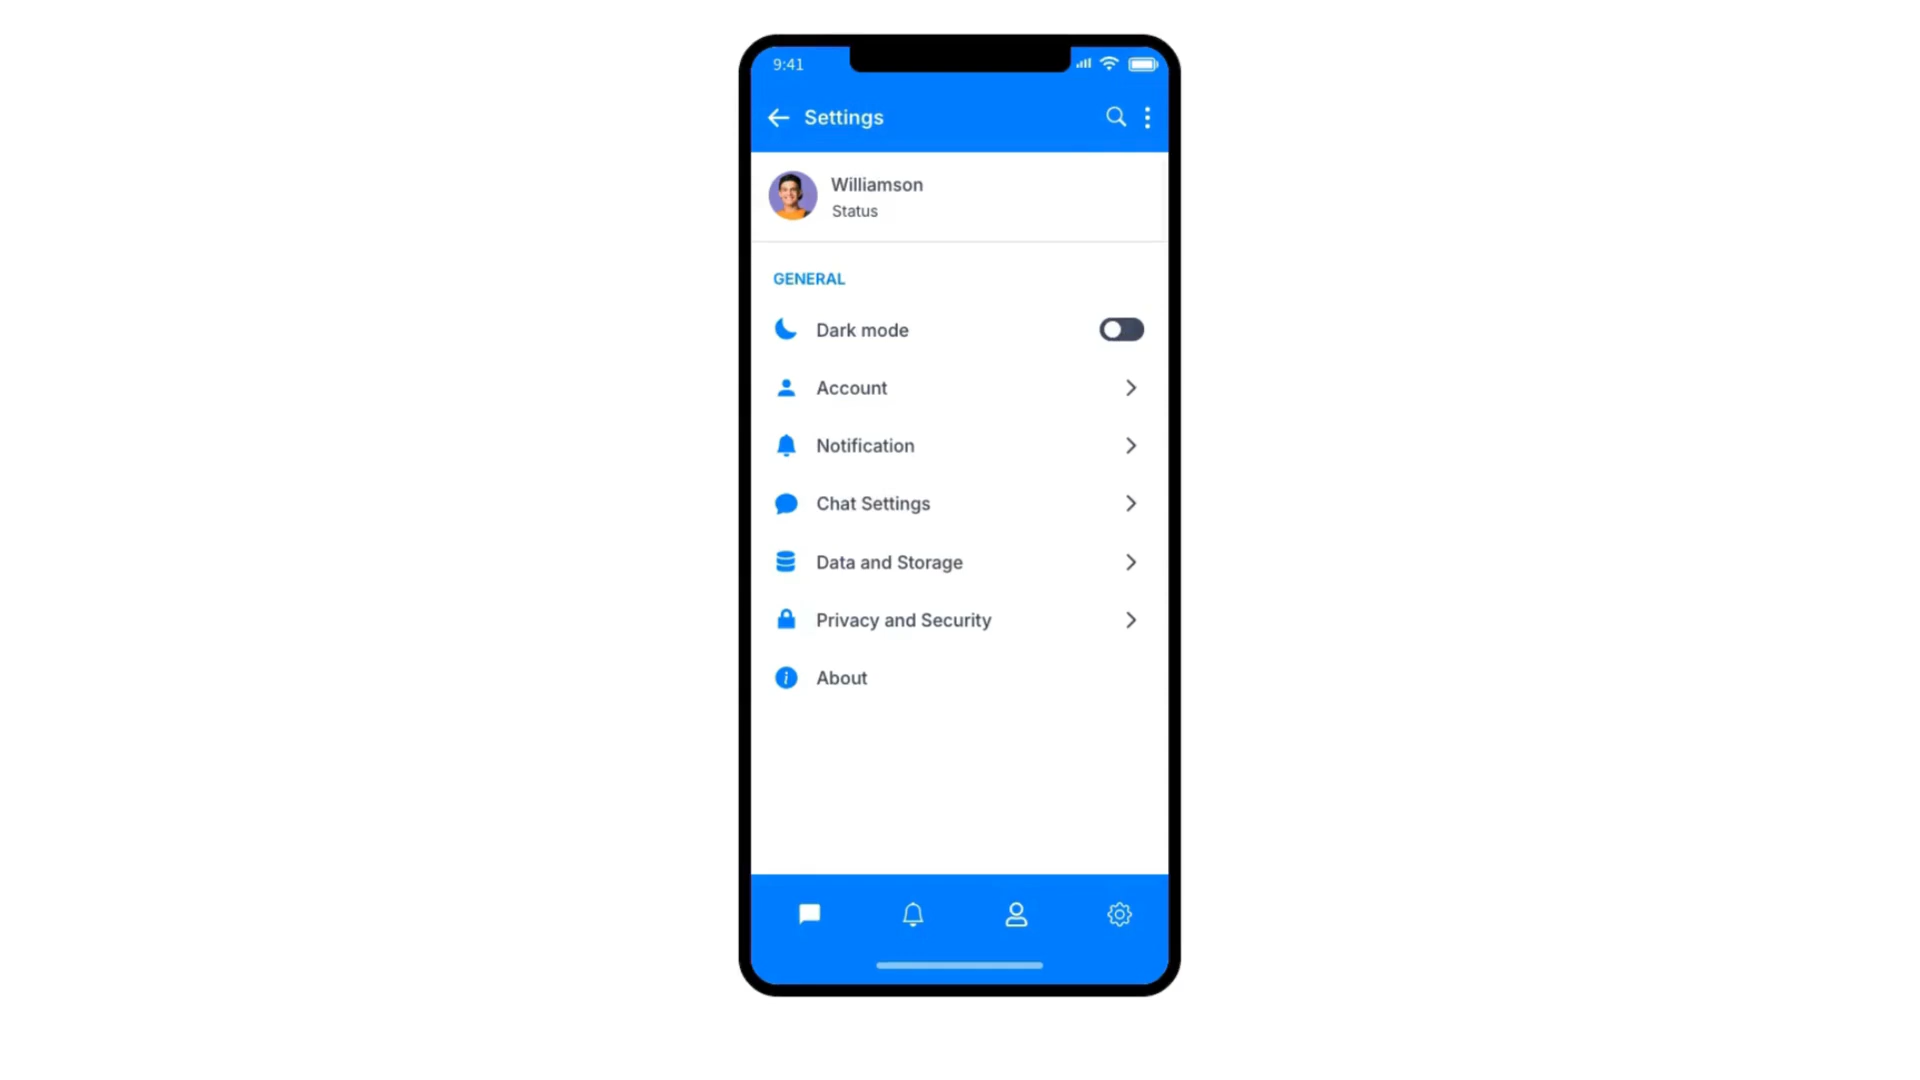 9:41
Settings
Williamson
Status
GENERAL
Dark mode
Account
Notification
Chat Settings
Data and Storage
Privacy and Security
About